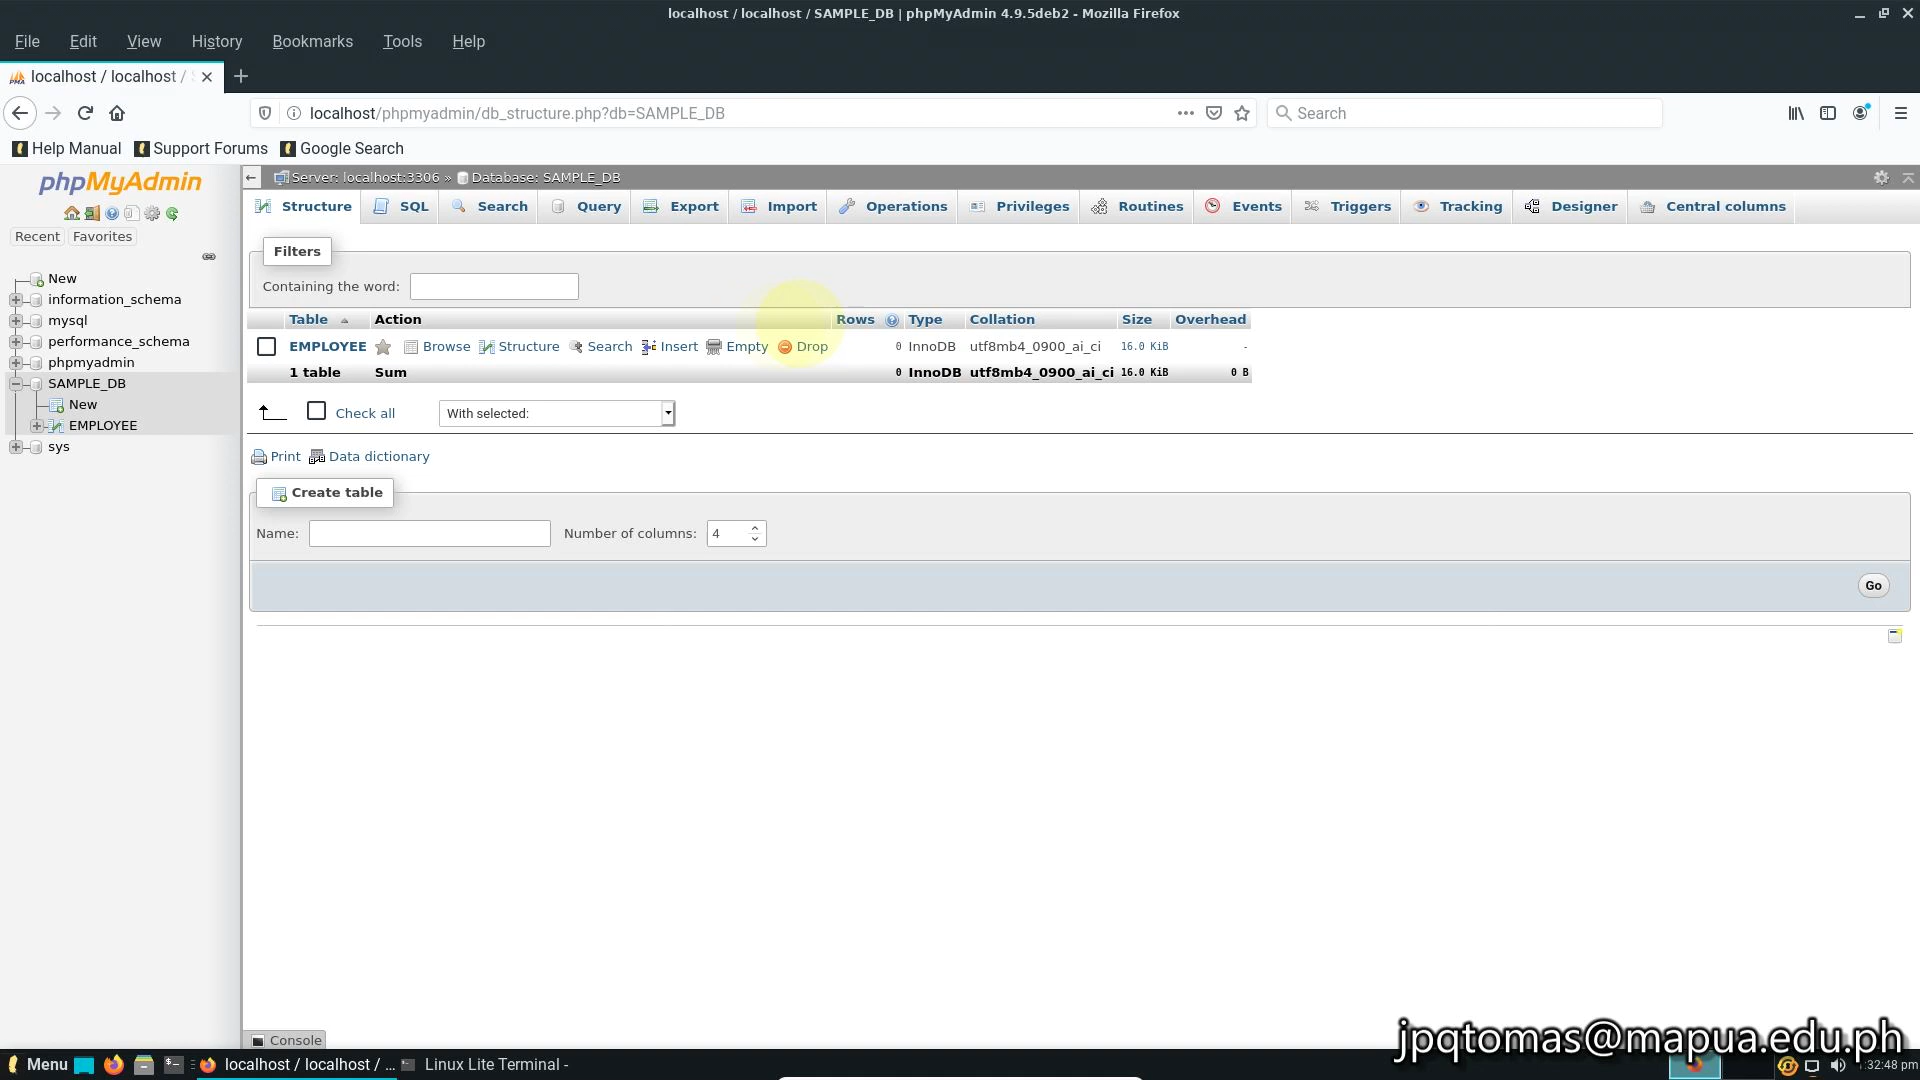 localhost / localhost / SAMPLE_DB | phpMyAdmin 4.9.5deb2 - Mozilla Firefox
File Edit View History Bookmarks Tools Help
localhost / localhost /
localhost/phpmyadmin/db_structure.php?db=SAMPLE_DB
Search
Help Manual Support Forums Google Search
phpMyAdmin
Recent Favorites
New
information_schema
mysql
performance_schema
phpmyadmin
SAMPLE_DB
New
EMPLOYEE
sys
Server: localhost:3306 » Database: SAMPLE_DB
Structure SQL Search Query Export Import Operations Privileges Routines Events Triggers Tracking Designer Central columns
Filters
Containing the word:
Table Action Rows Type Collation Size Overhead
EMPLOYEE Browse Structure Search Insert Empty Drop 0 InnoDB utf8mb4_0900_ai_ci 16.0 KiB -
1 table Sum 0 InnoDB utf8mb4_0900_ai_ci 16.0 KiB 0 B
Check all With selected:
Print Data dictionary
Create table
Name: Number of columns: 4
Go
Console
jpqtomas@mapua.edu.ph
Menu localhost / localhost / ... Linux Lite Terminal - :32:48 pm